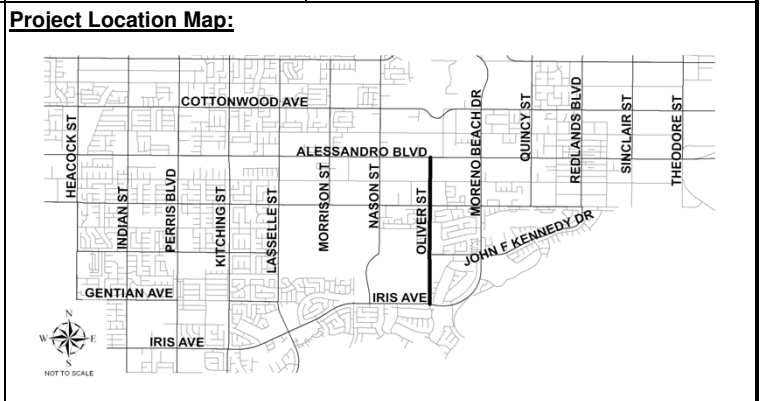 Project Location Map:
COTTONWOOD AVE
ALESSANDRO BLVD
HEACOCK ST
INDIAN ST
PERRIS BLVD
KITCHING ST
LASSELLE ST
MORRISON ST
NASON ST
OLIVER ST
MORENO BEACH DR
QUINCY ST
REDLANDS BLVD
SINCLAIR ST
THEODORE ST
JOHN F KENNEDY DR
GENTIAN AVE
IRIS AVE
IRIS AVE
N
W E
S
NOT TO SCALE